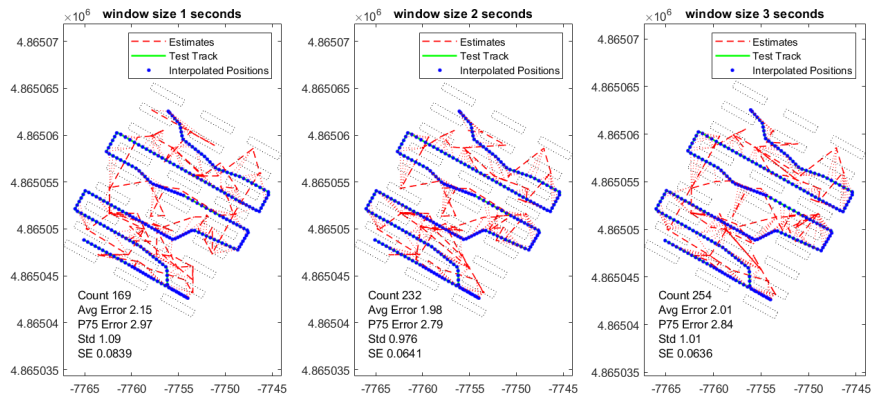 window size 1 seconds
×10⁶
4.86507
4.865065
4.86506
4.865055
4.86505
4.865045
4.86504
4.865035
-7765
-7760
-7755
-7750
-7745
Estimates
Test Track
Interpolated Positions
Count 169
Avg Error 2.15
P75 Error 2.97
Std 1.09
SE 0.0839
window size 2 seconds
×10⁶
4.86507
4.865065
4.86506
4.865055
4.86505
4.865045
4.86504
4.865035
-7765
-7760
-7755
-7750
-7745
Estimates
Test Track
Interpolated Positions
Count 232
Avg Error 1.98
P75 Error 2.79
Std 0.976
SE 0.0641
window size 3 seconds
×10⁶
4.86507
4.865065
4.86506
4.865055
4.86505
4.865045
4.86504
4.865035
-7765
-7760
-7755
-7750
-7745
Estimates
Test Track
Interpolated Positions
Count 254
Avg Error 2.01
P75 Error 2.84
Std 1.01
SE 0.0636